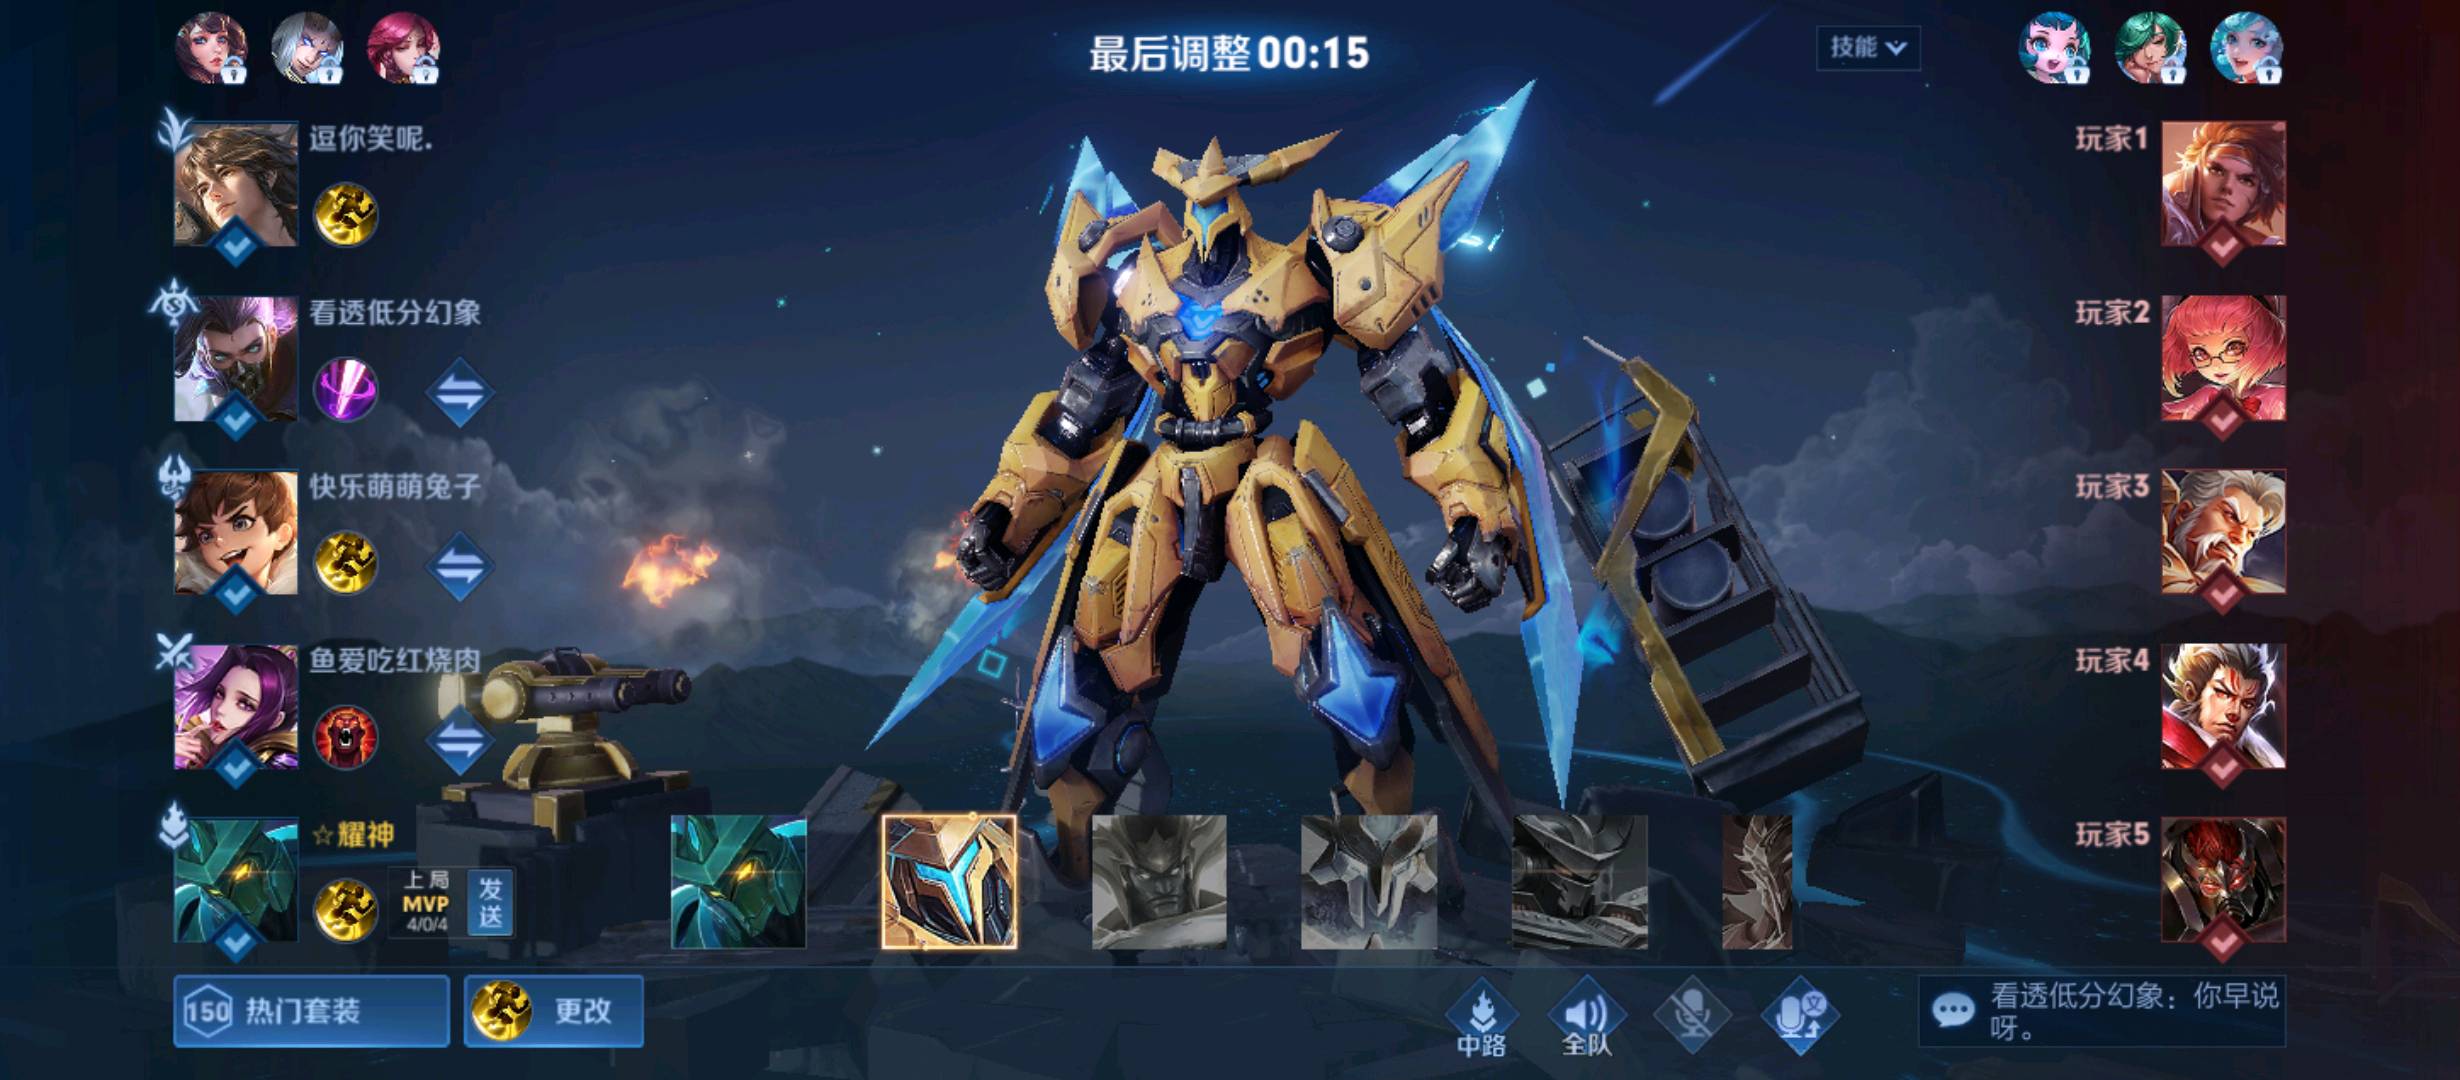 最后调整00:15
技能
逗你笑呢.
看透低分幻象
快乐萌萌兔子
鱼爱吃红烧肉
☆耀神
上局
MVP
4/0/4
发送
玩家1
玩家2
玩家3
玩家4
玩家5
150 热门套装
更改
中路
全队
文
看透低分幻象：你早说
呀。